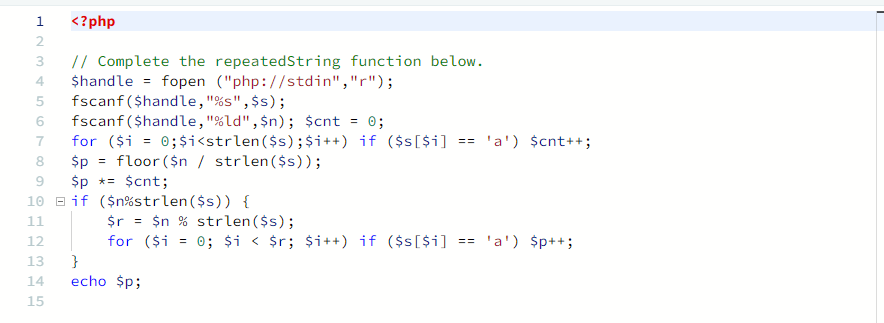 1 <?php
2
3 // Complete the repeatedString function below.
4 $handle = fopen ("php://stdin","r");
5 fscanf($handle,"%s",$s);
6 fscanf($handle,"%ld",$n); $cnt = 0;
7 for ($i = 0;$i<strlen($s);$i++) if ($s[$i] == 'a') $cnt++;
8 $p = floor($n / strlen($s));
9 $p *= $cnt;
10 if ($n%strlen($s)) {
11     $r = $n % strlen($s);
12     for ($i = 0; $i < $r; $i++) if ($s[$i] == 'a') $p++;
13 }
14 echo $p;
15